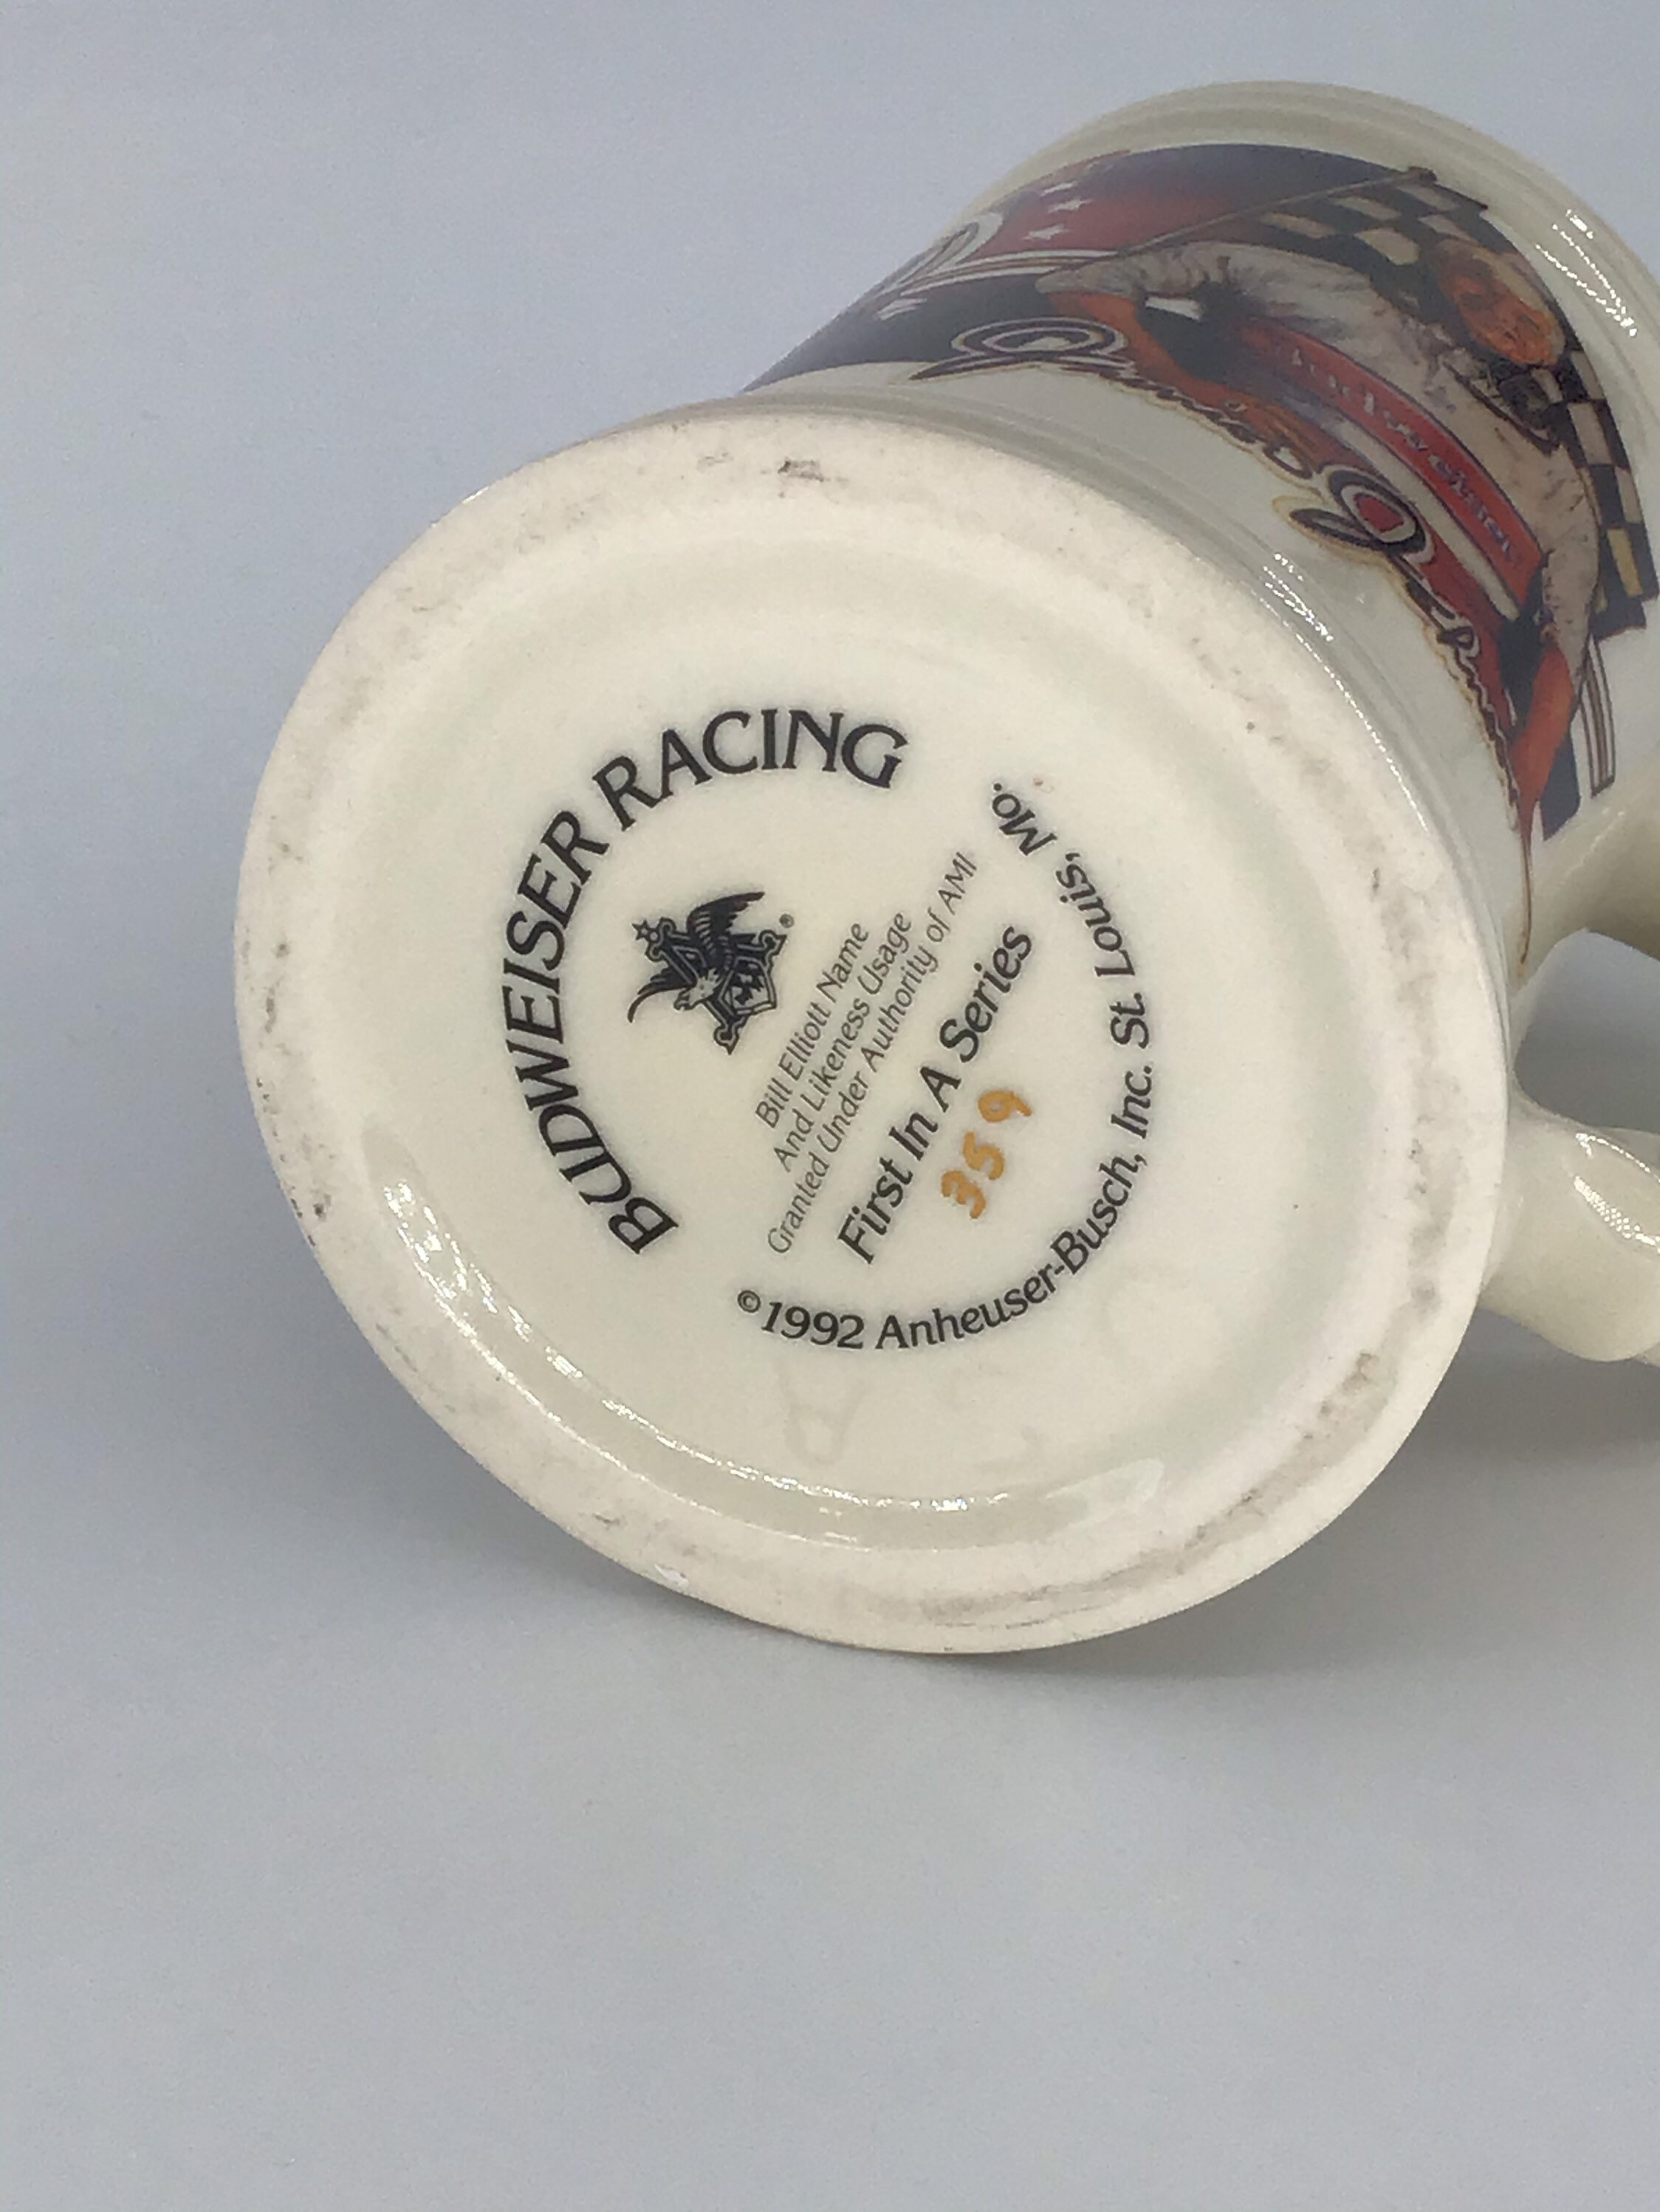 BUDWEISER RACING
Bill Elliott Name
And Likeness Usage
Granted Under Authority of AMI
First In A Series
359
©1992 Anheuser-Busch, Inc. St. Louis, Mo.
Budweiser